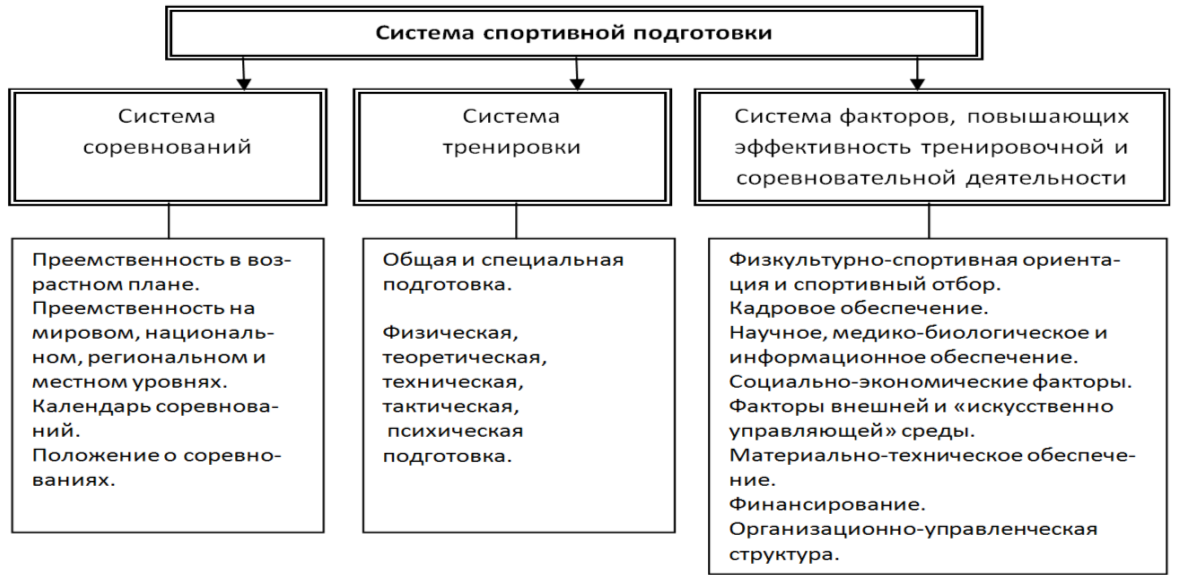 Система спортивной подготовки
Система
соревнований
Система
тренировки
Система факторов, повышающих
эффективность тренировочной и
соревновательной деятельности
Преемственность в воз-
растном плане.
Преемственность на
мировом, националь-
ном, региональном и
местном уровнях.
Календарь соревнова-
ний.
Положение о соревно-
ваниях.
Общая и специальная
подготовка.
Физическая,
теоретическая,
техническая,
тактическая,
психическая
подготовка.
Физкультурно-спортивная ориента-
ция и спортивный отбор.
Кадровое обеспечение.
Научное, медико-биологическое и
информационное обеспечение.
Социально-экономические факторы.
Факторы внешней и «искусственно
управляющей» среды.
Материально-техническое обеспече-
ние.
Финансирование.
Организационно-управленческая
структура.